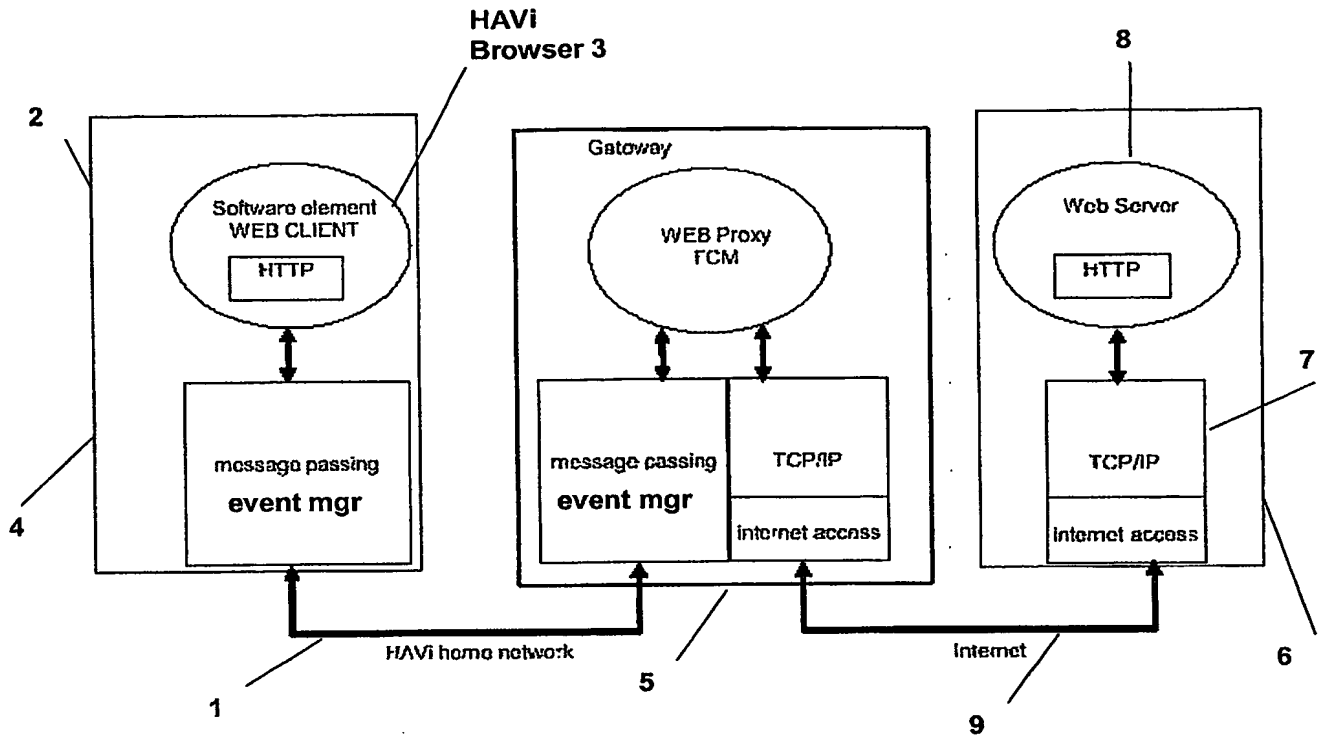 HAVi
Browser 3
8
2
Gateway
Software element
WEB CLIENT
HTTP
WEB Proxy
FCM
Web Server
HTTP
7
message passing
event mgr
message passing
event mgr
TCP/IP
internet access
TCP/IP
internet access
4
HAVi home network
Internet
1
5
9
6